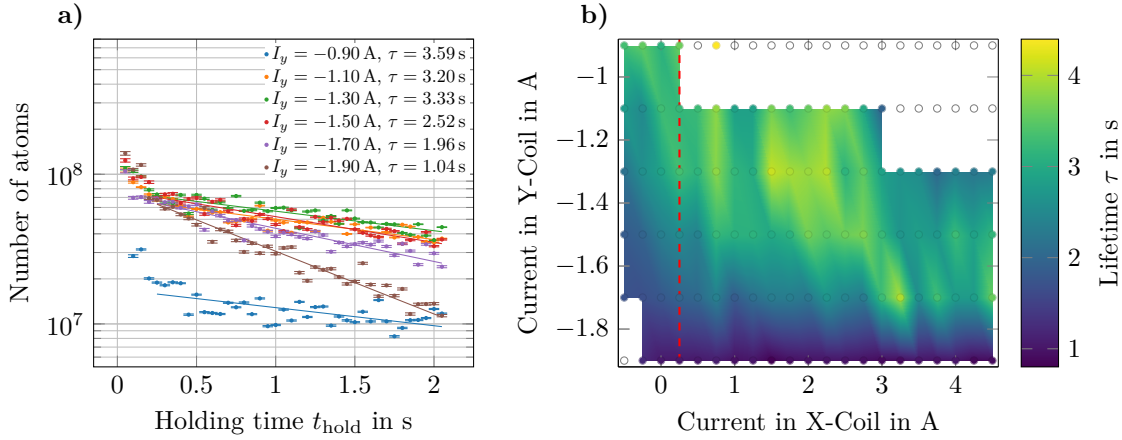 a)
I_y = −0.90 A, τ = 3.59 s
I_y = −1.10 A, τ = 3.20 s
I_y = −1.30 A, τ = 3.33 s
I_y = −1.50 A, τ = 2.52 s
I_y = −1.70 A, τ = 1.96 s
I_y = −1.90 A, τ = 1.04 s
10^8
10^7
Number of atoms
0 0.5 1 1.5 2
Holding time t_hold in s
b)
−1
−1.2
−1.4
−1.6
−1.8
Current in Y-Coil in A
0 1 2 3 4
Current in X-Coil in A
4
3
2
1
Lifetime τ in s